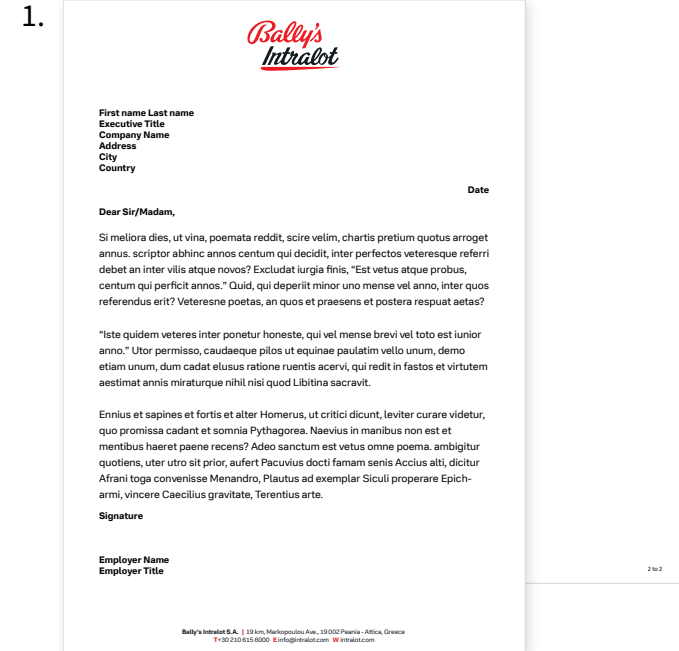 1.
Bally's
Intralot
First name Last name
Executive Title
Company Name
Address
City
Country
Date
Dear Sir/Madam,
Si meliora dies, ut vina, poemata reddit, scire velim, chartis pretium quotus arroget
annus. scriptor abhinc annos centum qui decidit, inter perfectos veteresque referri
debet an inter vilis atque novos? Excludat iurgia finis, “Est vetus atque probus,
centum qui perficit annos.” Quid, qui deperiit minor uno mense vel anno, inter quos
referendus erit? Veteresne poetas, an quos et praesens et postera respuat aetas?
“Iste quidem veteres inter ponetur honeste, qui vel mense brevi vel toto est iunior
anno.” Utor permisso, caudaeque pilos ut equinae paulatim vello unum, demo
etiam unum, dum cadat elusus ratione ruentis acervi, qui redit in fastos et virtutem
aestimat annis miraturque nihil nisi quod Libitina sacravit.
Ennius et sapines et fortis et alter Homerus, ut critici dicunt, leviter curare videtur,
quo promissa cadant et somnia Pythagorea. Naevius in manibus non est et
mentibus haeret paene recens? Adeo sanctum est vetus omne poema. ambigitur
quotiens, uter utro sit prior, aufert Pacuvius docti famam senis Accius alti, dicitur
Afrani toga convenisse Menandro, Plautus ad exemplar Siculi properare Epich-
armi, vincere Caecilius gravitate, Terentius arte.
Signature
Employer Name
Employer Title
2 to 2
Bally's Intralot S.A. | 19 km, Markopoulou Ave., 19002 Peania - Attica, Greece
T+30 210 615 6000 E info@intralot.com W intralot.com